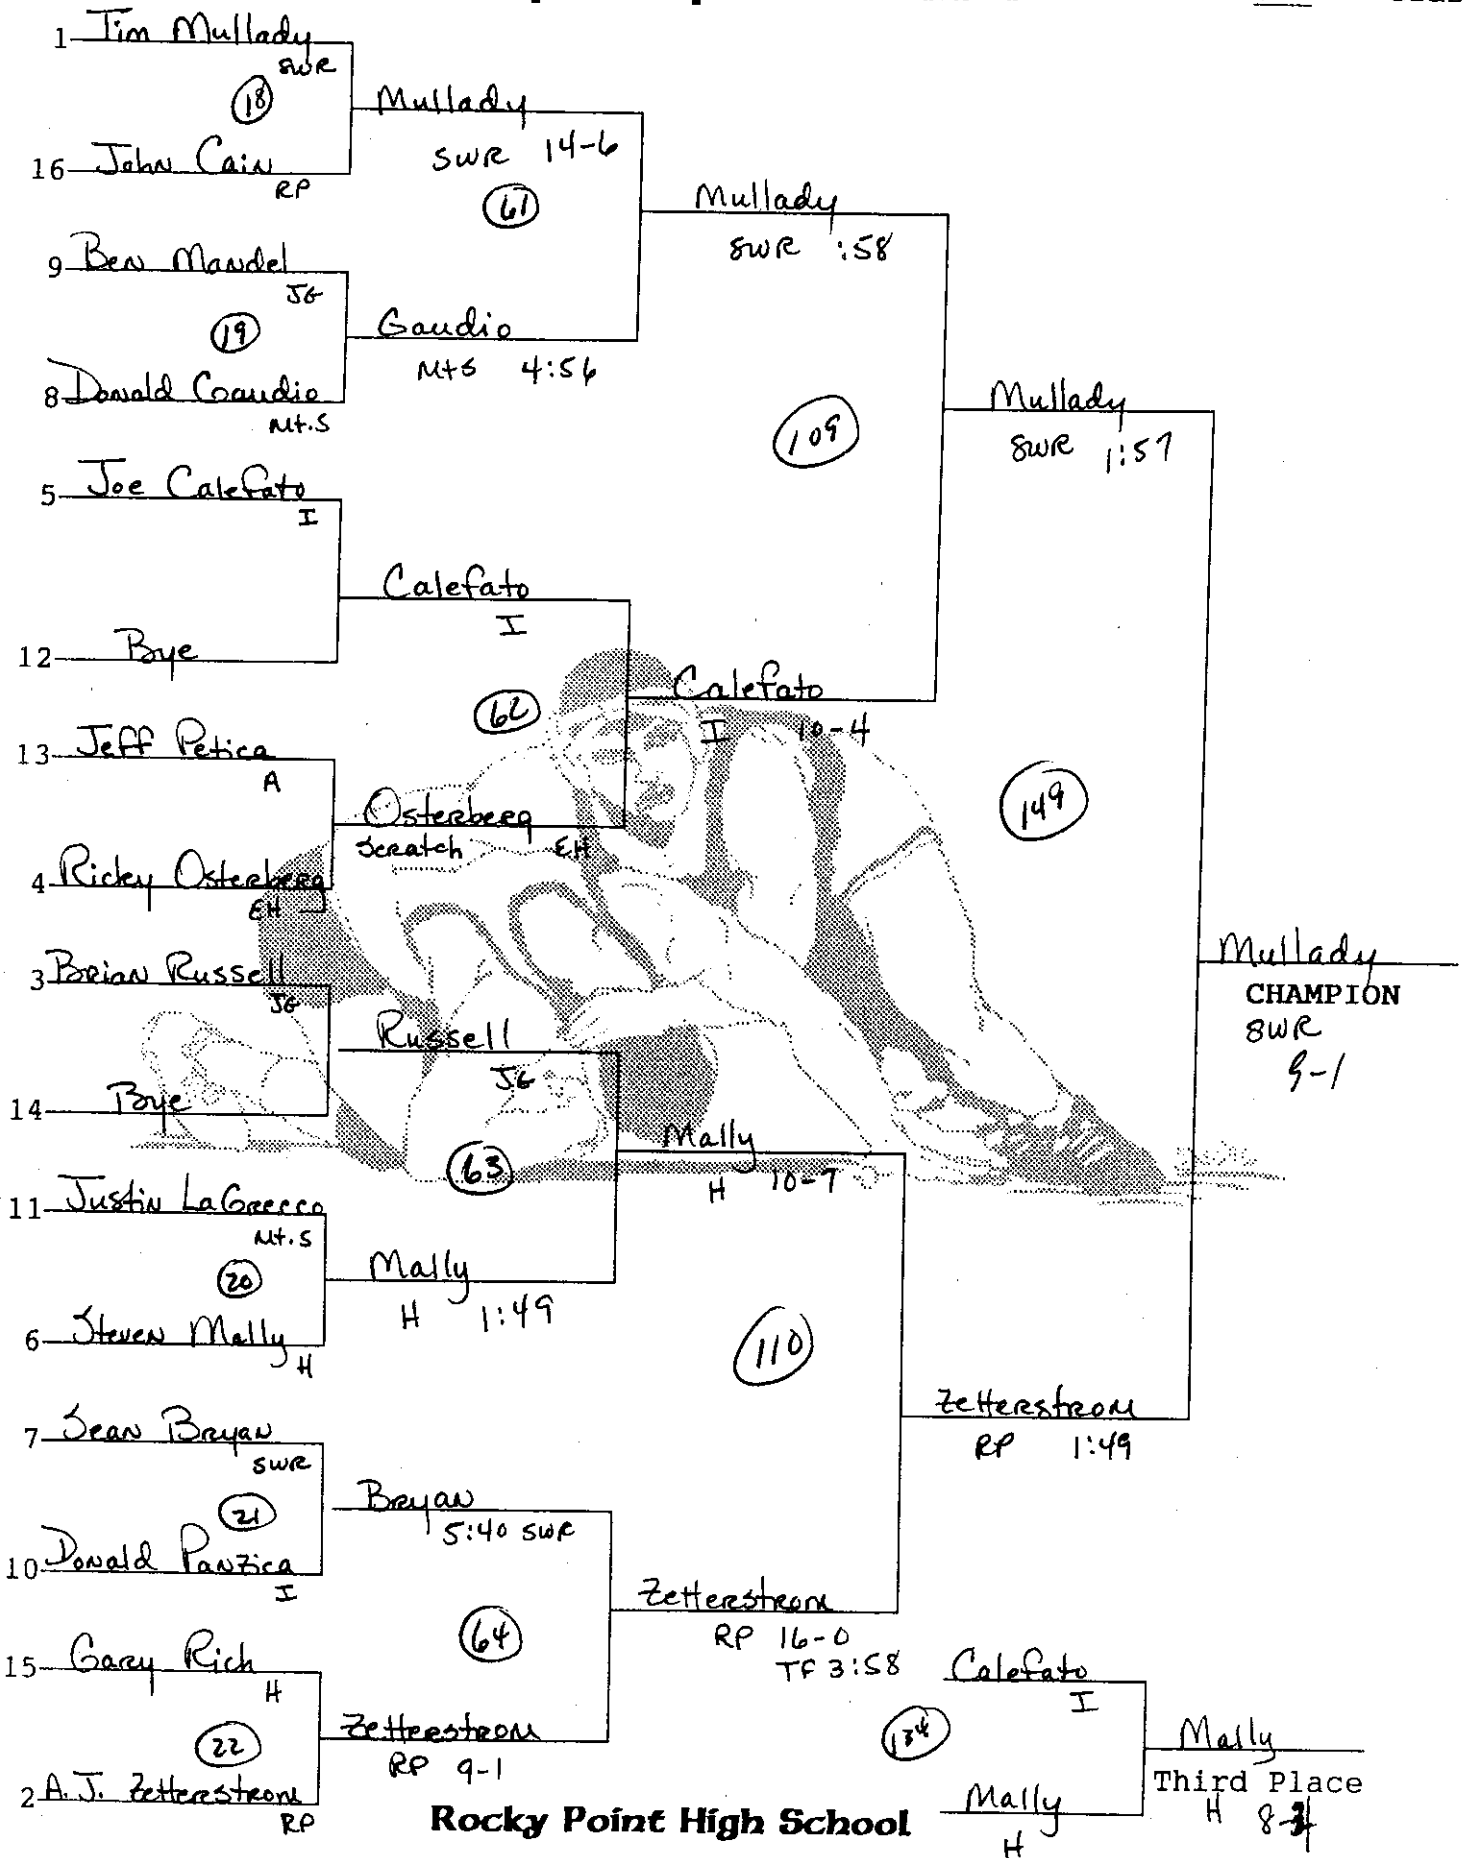 1 Tim Mullady
SWR
18
Mullady
SWR 14-6
16 John Cain
RP
61
Mullady
SWR :58
9 Ben Mandel
JG
19
Gaudio
Mt S 4:56
8 Donald Gaudio
Mt.S
109
Mullady
SWR 1:57
5 Joe Calefato
I
Calefato
I
12 Bye
62
Calefato
I 10-4
13 Jeff Petica
A
Osterberg
Scratch EH
4 Ricky Osterberg
EH
149
Mullady
CHAMPION
SWR
9-1
3 Brian Russell
JG
Russell
JG
14 Bye
63
Mally
H 10-7
11 Justin LaGrecco
Mt.S
20
Mally
H 1:49
6 Steven Mally
H
110
Zetterstrom
RP 1:49
7 Sean Bryan
SWR
21
Bryan
5:40 SWR
10 Donald Panzica
I
64
Zetterstrom
RP 16-0
TF 3:58
15 Gary Rich
H
22
Zetterstrom
RP 9-1
2 A.J. Zetterstrom
RP
Calefato
I
134
Mally
Third Place
H
Mally
H
Rocky Point High School